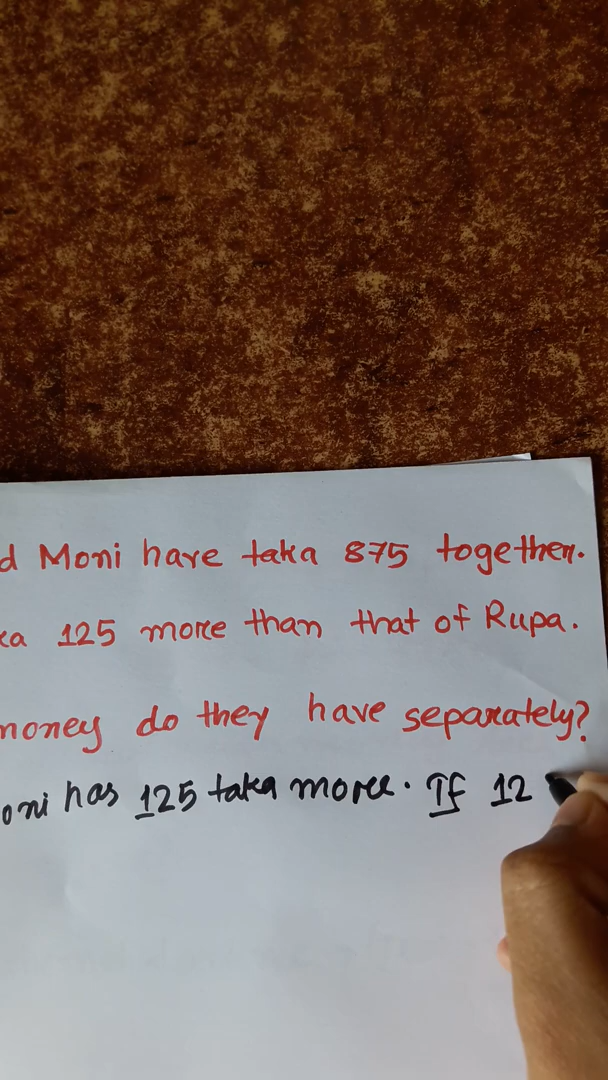 d Moni have taka 875 together.
ka 125 more than that of Rupa.
money do they have separately?
oni has 125 taka more. If 12